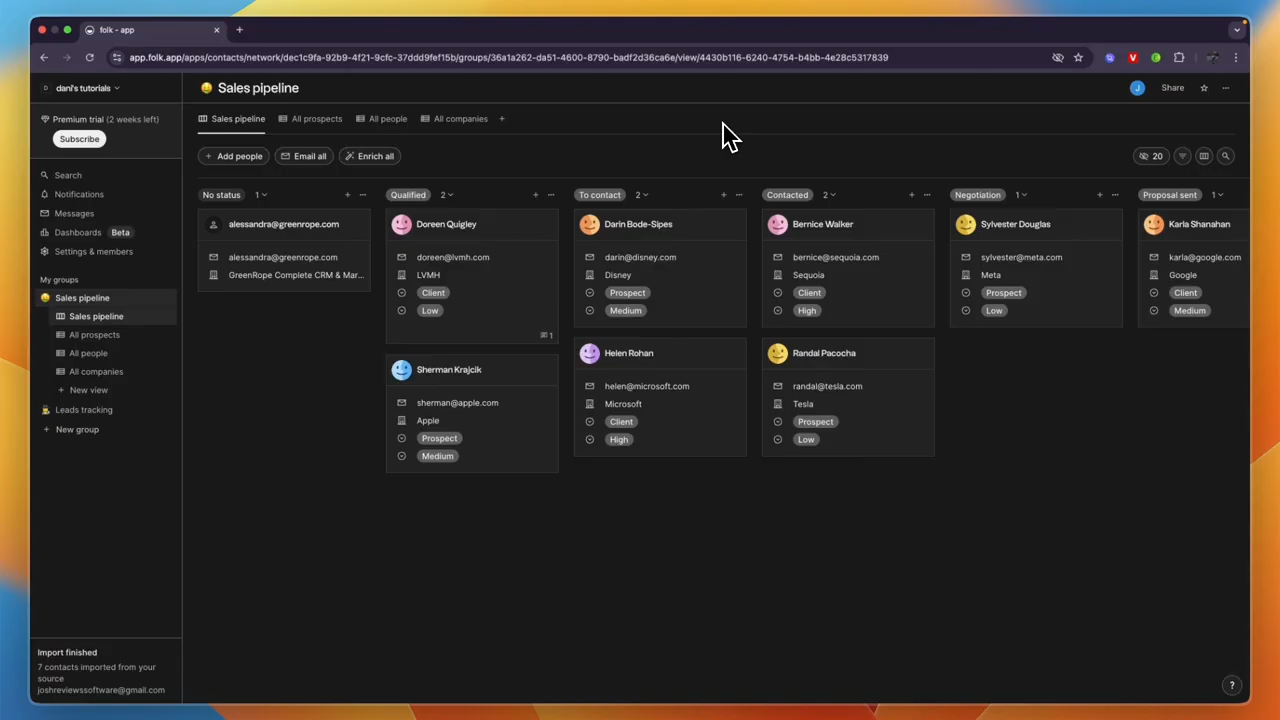 folk - app
app.folk.app/apps/contacts/network/dec1c9fa-92b9-4f21-9cfc-37ddd9fef15b/groups/36a1a262-da51-4600-8790-badf2d36ca6e/view/4430b116-6240-4754-b4bb-4e28c5317839
D dani's tutorials
Premium trial (2 weeks left)
Subscribe
Search
Notifications
Messages
Dashboards Beta
Settings & members
My groups
Sales pipeline
Sales pipeline
All prospects
All people
All companies
+ New view
Leads tracking
+ New group
Import finished
7 contacts imported from your
source
joshreviewssoftware@gmail.com
Sales pipeline
J Share
Sales pipeline All prospects All people All companies +
+ Add people Email all Enrich all
20
No status 1
alessandra@greenrope.com
alessandra@greenrope.com
GreenRope Complete CRM & Mar...
Qualified 2
Doreen Quigley
doreen@lvmh.com
LVMH
Client
Low
1
Sherman Krajcik
sherman@apple.com
Apple
Prospect
Medium
To contact 2
Darin Bode-Sipes
darin@disney.com
Disney
Prospect
Medium
Helen Rohan
helen@microsoft.com
Microsoft
Client
High
Contacted 2
Bernice Walker
bernice@sequoia.com
Sequoia
Client
High
Randal Pacocha
randal@tesla.com
Tesla
Prospect
Low
Negotiation 1
Sylvester Douglas
sylvester@meta.com
Meta
Prospect
Low
Proposal sent 1
Karla Shanahan
karla@google.com
Google
Client
Medium
?